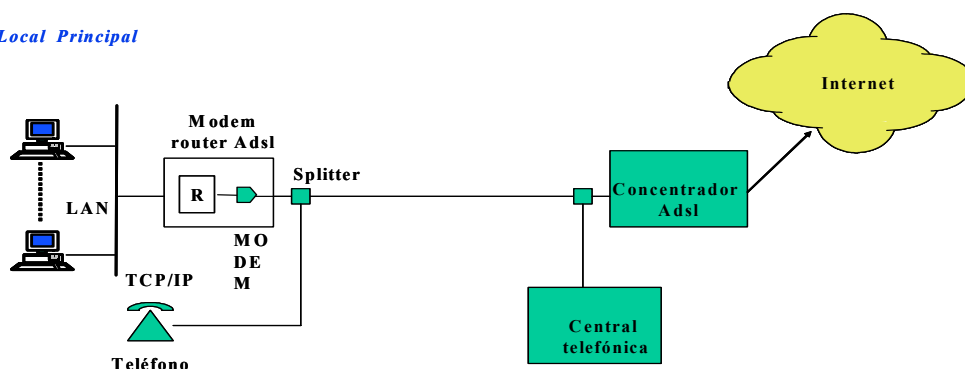 Local Principal
Internet
Modem
router Adsl
Splitter
R
Concentrador
Adsl
LAN
MO
DE
M
TCP/IP
Teléfono
Central
telefónica